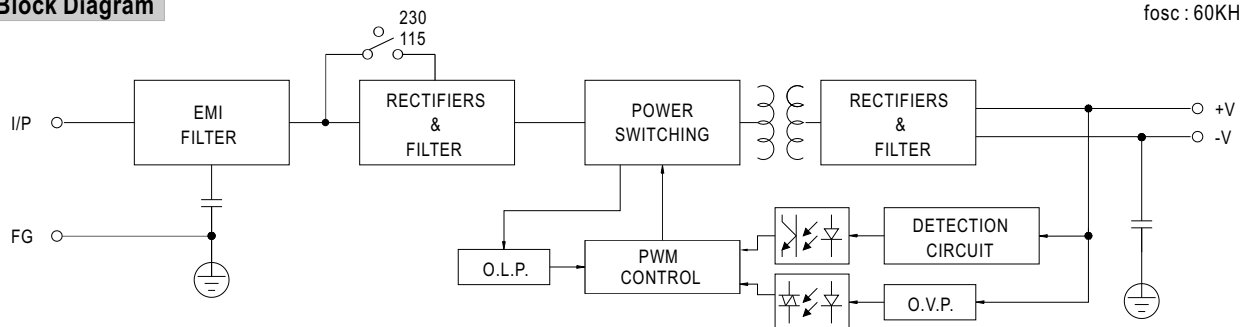 Block Diagram
fosc : 60KH
230
115
EMI
FILTER
RECTIFIERS
&
FILTER
POWER
SWITCHING
RECTIFIERS
&
FILTER
I/P
+V
-V
FG
O.L.P.
PWM
CONTROL
DETECTION
CIRCUIT
O.V.P.